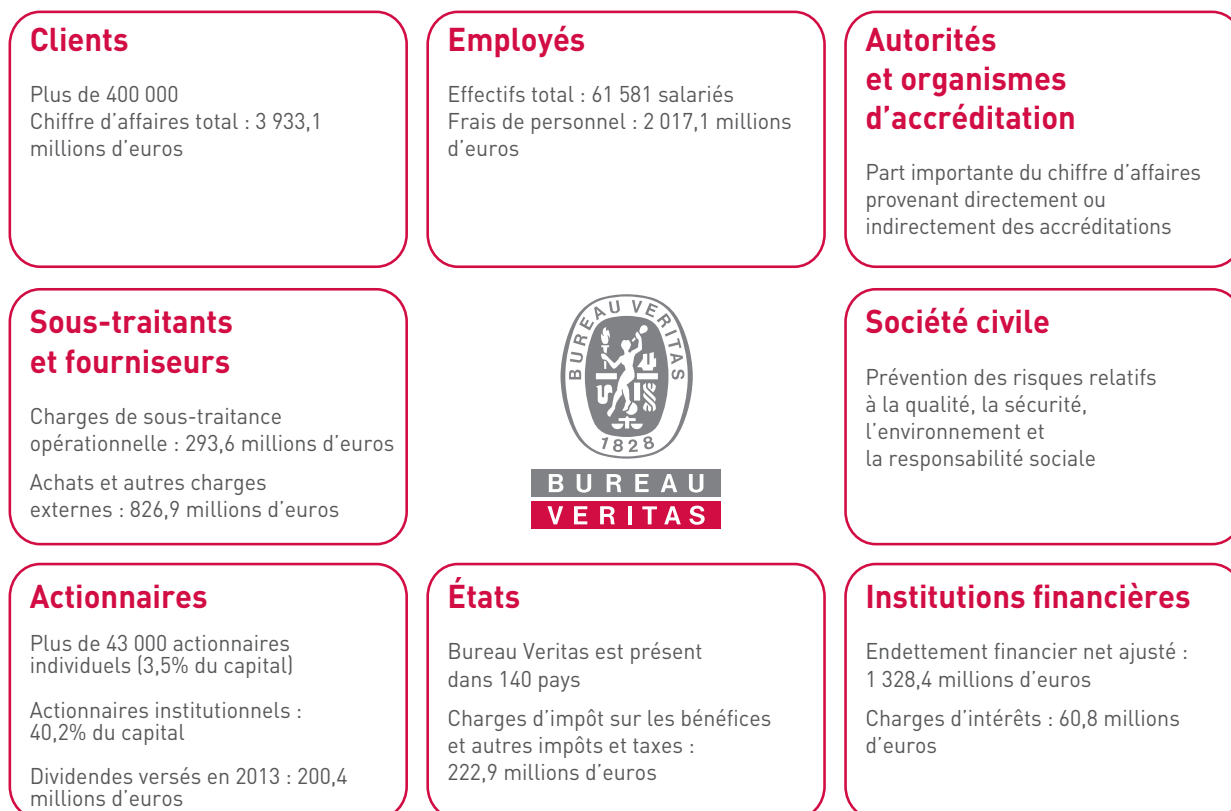 Clients
Plus de 400 000
Chiffre d’affaires total : 3 933,1
millions d’euros
Employés
Effectifs total : 61 581 salariés
Frais de personnel : 2 017,1 millions
d’euros
Autorités
et organismes
d’accréditation
Part importante du chiffre d’affaires
provenant directement ou
indirectement des accréditations
Sous-traitants
et fourniseurs
Charges de sous-traitance
opérationnelle : 293,6 millions d’euros
Achats et autres charges
externes : 826,9 millions d’euros
BUREAU VERITAS
1828
BUREAU
VERITAS
Société civile
Prévention des risques relatifs
à la qualité, la sécurité,
l’environnement et
la responsabilité sociale
Actionnaires
Plus de 43 000 actionnaires
individuels (3,5% du capital)
Actionnaires institutionnels :
40,2% du capital
Dividendes versés en 2013 : 200,4
millions d’euros
États
Bureau Veritas est présent
dans 140 pays
Charges d’impôt sur les bénéfices
et autres impôts et taxes :
222,9 millions d’euros
Institutions financières
Endettement financier net ajusté :
1 328,4 millions d’euros
Charges d’intérêts : 60,8 millions
d’euros